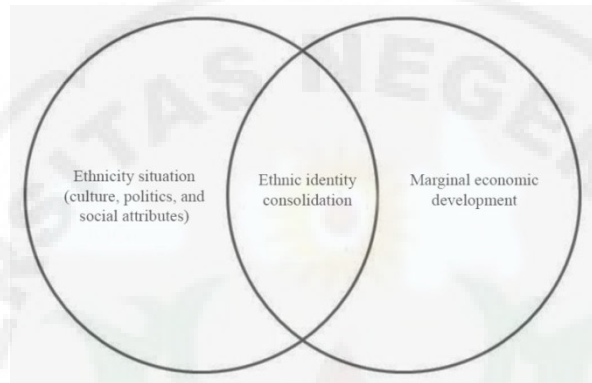 Ethnicity situation
(culture, politics, and
social attributes)
Ethnic identity
consolidation
Marginal economic
development